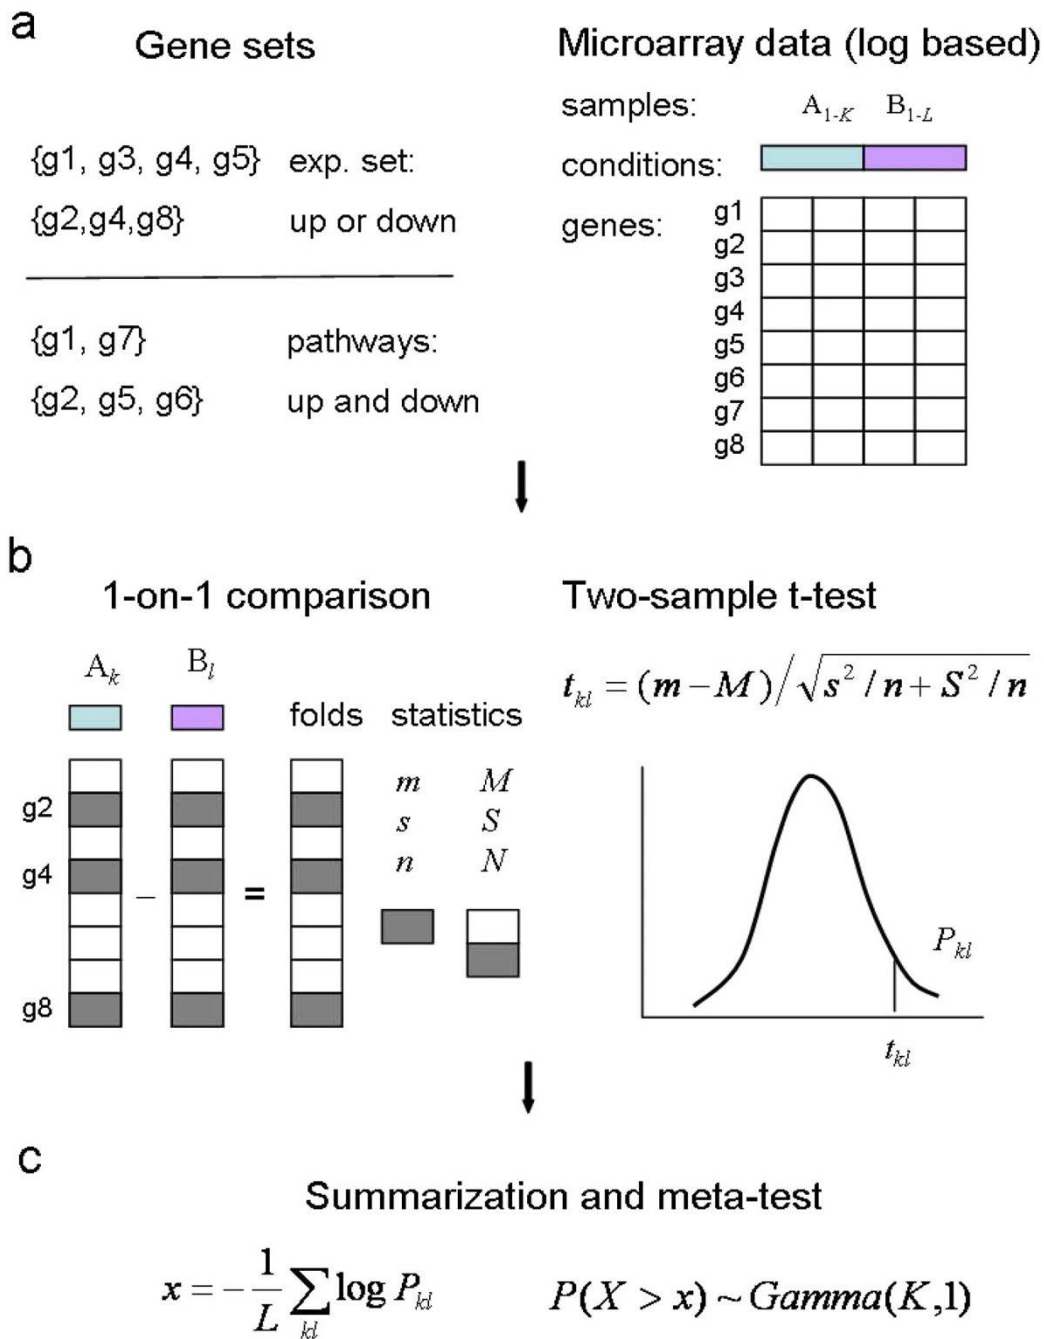 a
Gene sets
{g1, g3, g4, g5} exp. set:
{g2,g4,g8} up or down
{g1, g7} pathways:
{g2, g5, g6} up and down
Microarray data (log based)
samples: A1-K B1-L
conditions:
genes:
g1
g2
g3
g4
g5
g6
g7
g8
b
1-on-1 comparison
Ak Bl
folds statistics
g2
g4
g8
– =
m M
s S
n N
Two-sample t-test
tkl = (m – M)/√s² / n + S² / n
Pkl
tkl
c
Summarization and meta-test
x = – 1/L ∑kl log Pkl
P(X > x) ~ Gamma(K,1)